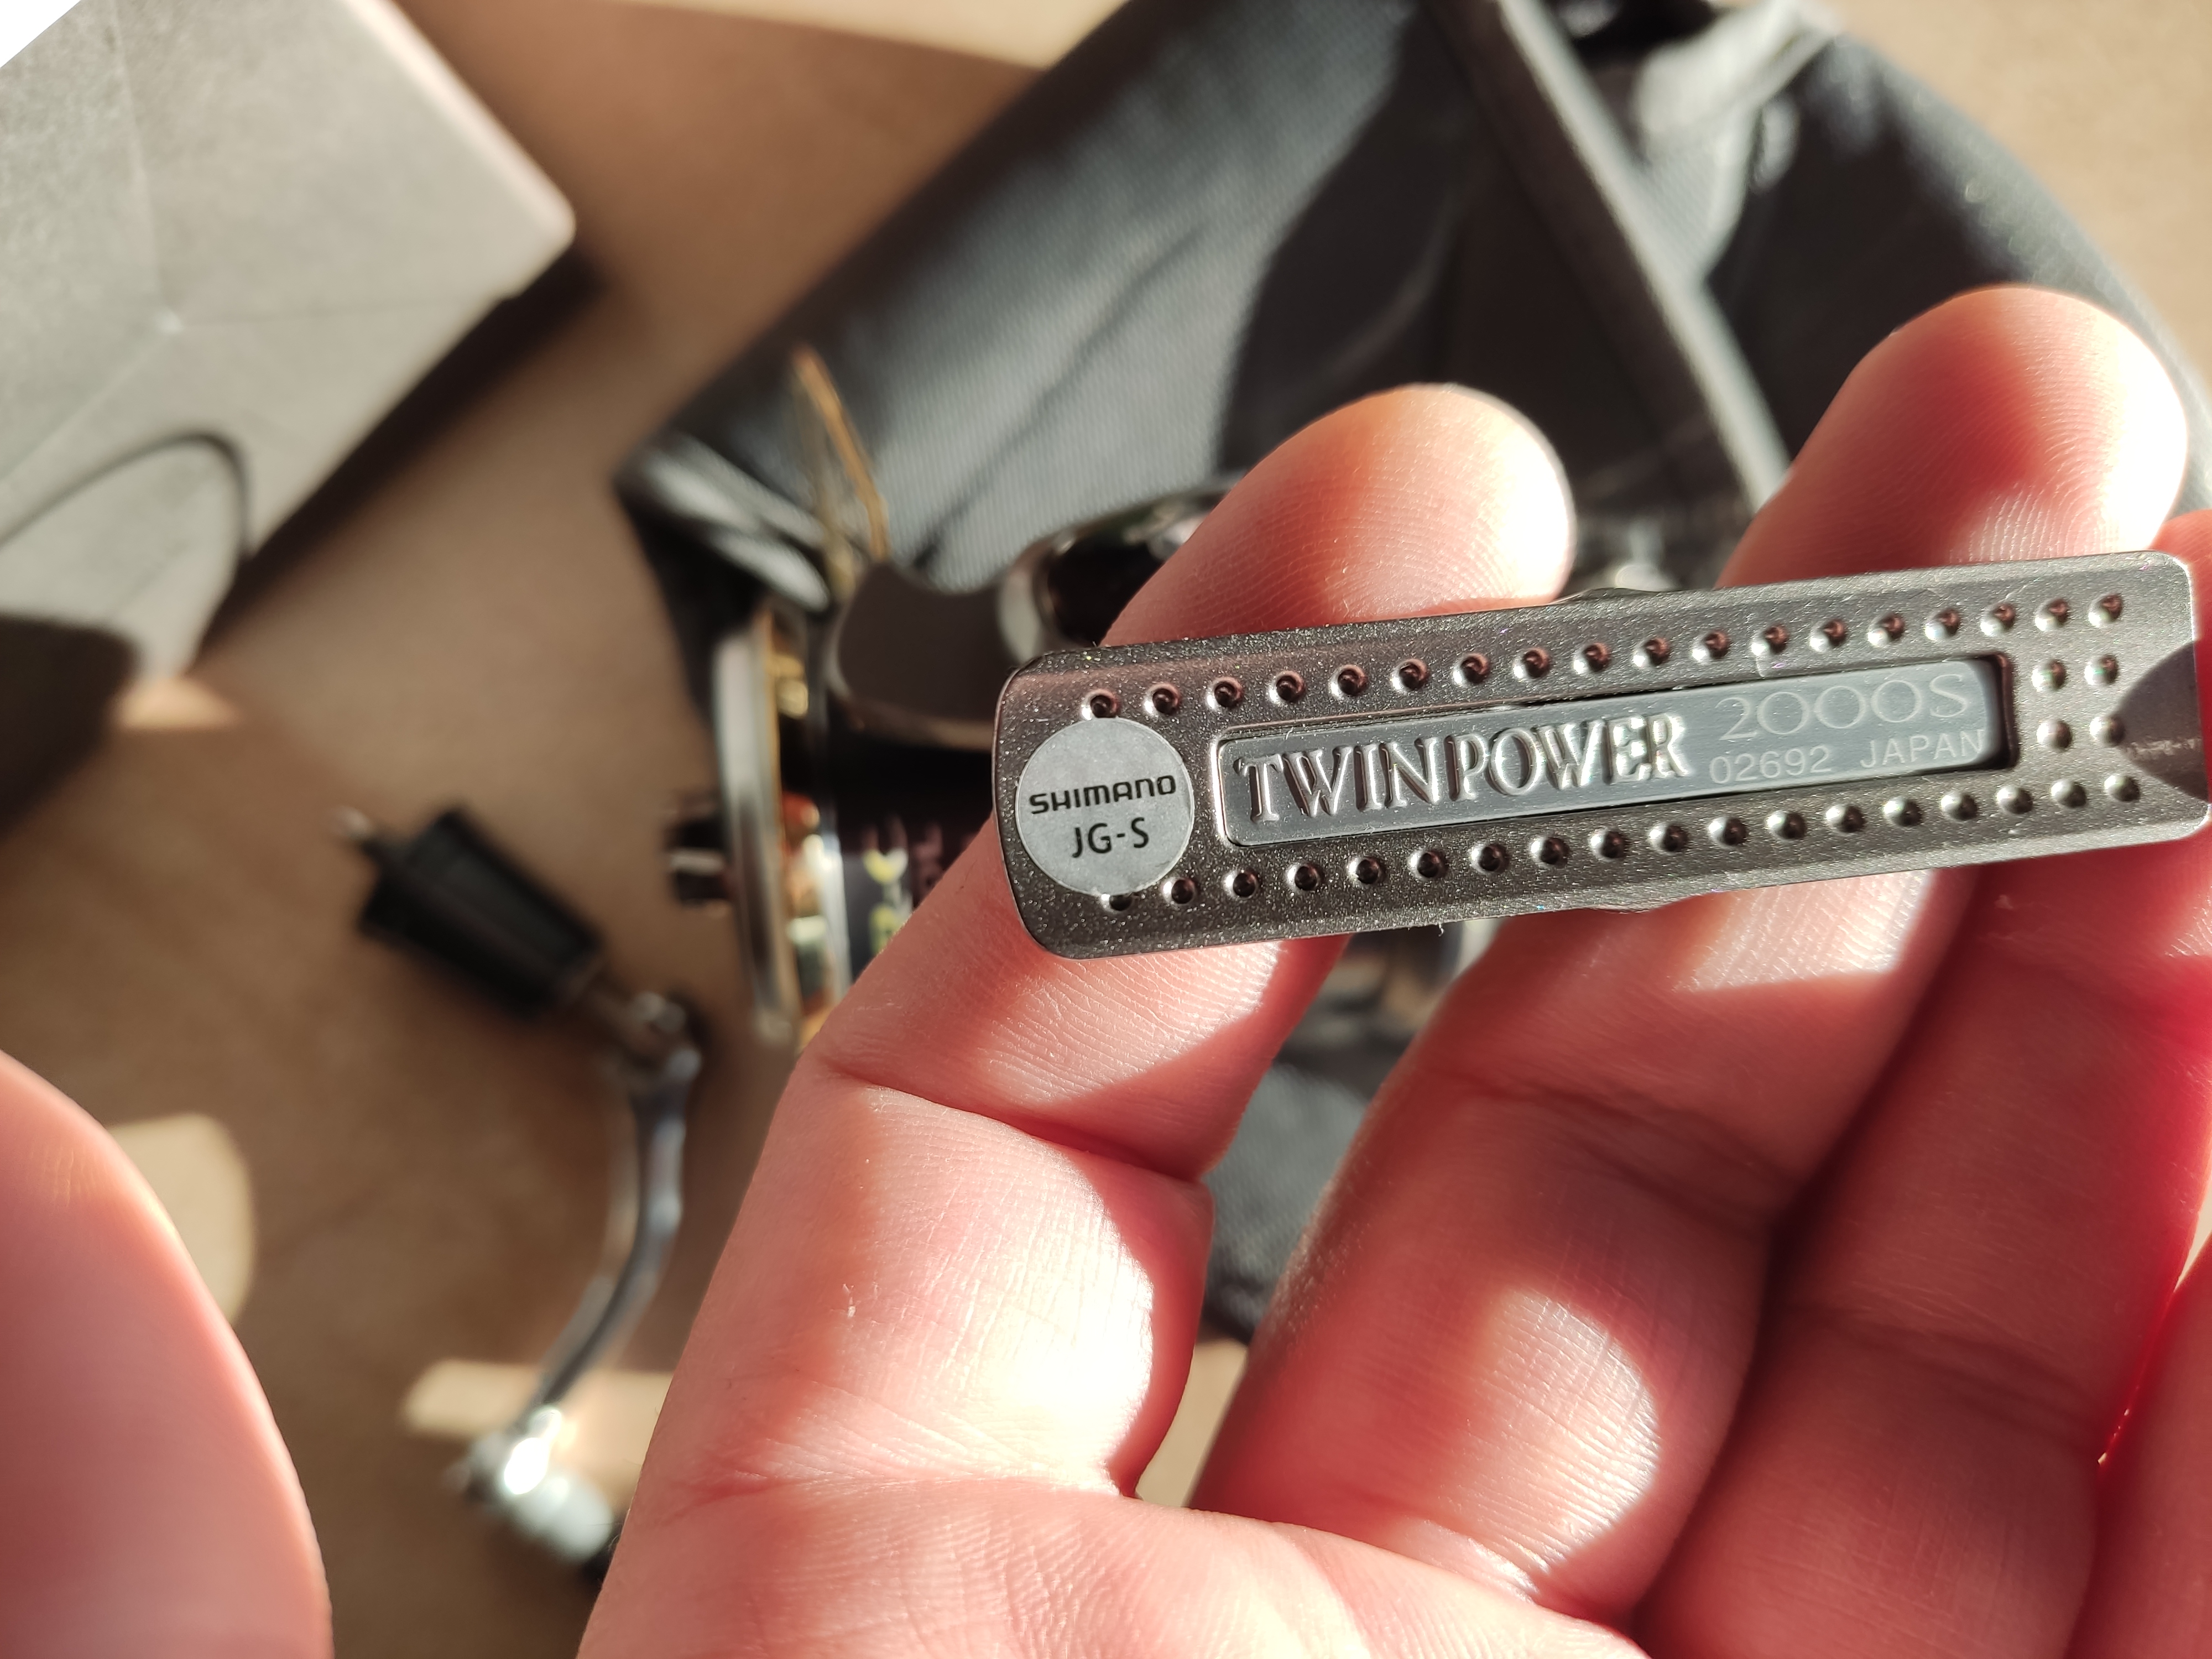 SHIMANO
JG-S
TWINPOWER
2000S
02692 JAPAN